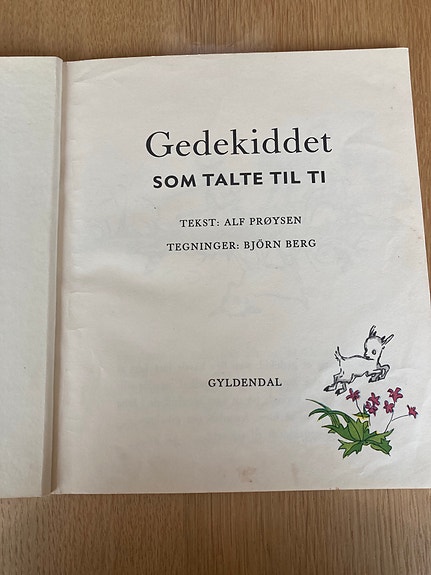 Gedekiddet
SOM TALTE TIL TI
TEKST: ALF PRØYSEN
TEGNINGER: BJÖRN BERG
GYLDENDAL